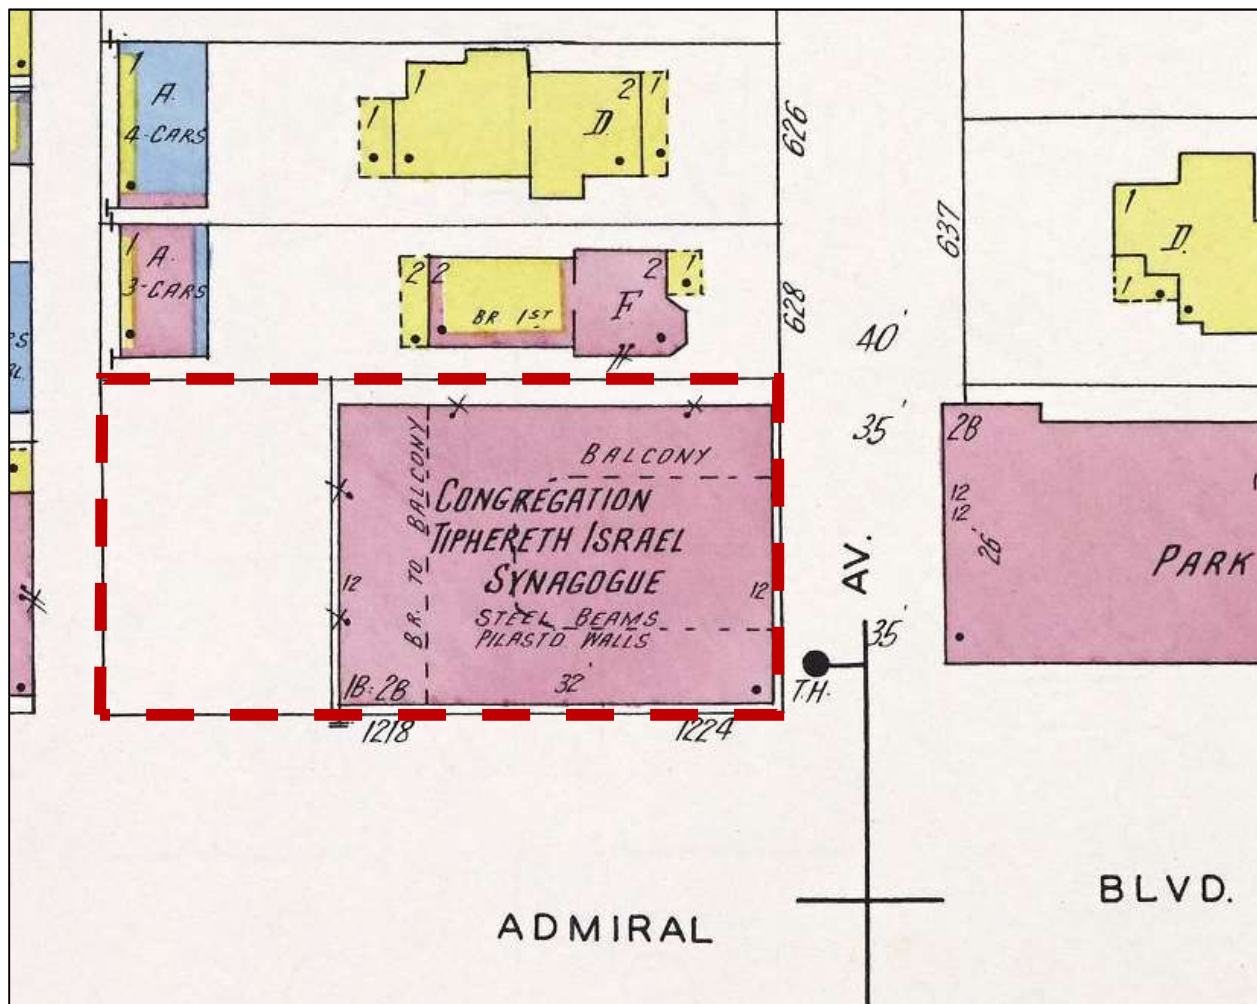 1
A.
4-CARS
1
1
D.
2
1
626
637
1
D.
1
1
A.
3-CARS
2
2
BR 1ST
F.
2
1
628
40'
35'
2B
BALCONY
BR. TO BALCONY
CONGREGATION
TIPHERETH ISRAEL
SYNAGOGUE
STEEL BEAMS
PILASTD WALLS
12
12
12
12
26'
PARK
AV.
35'
1B=2B
32'
T.H.
1218
1224
ADMIRAL
BLVD.